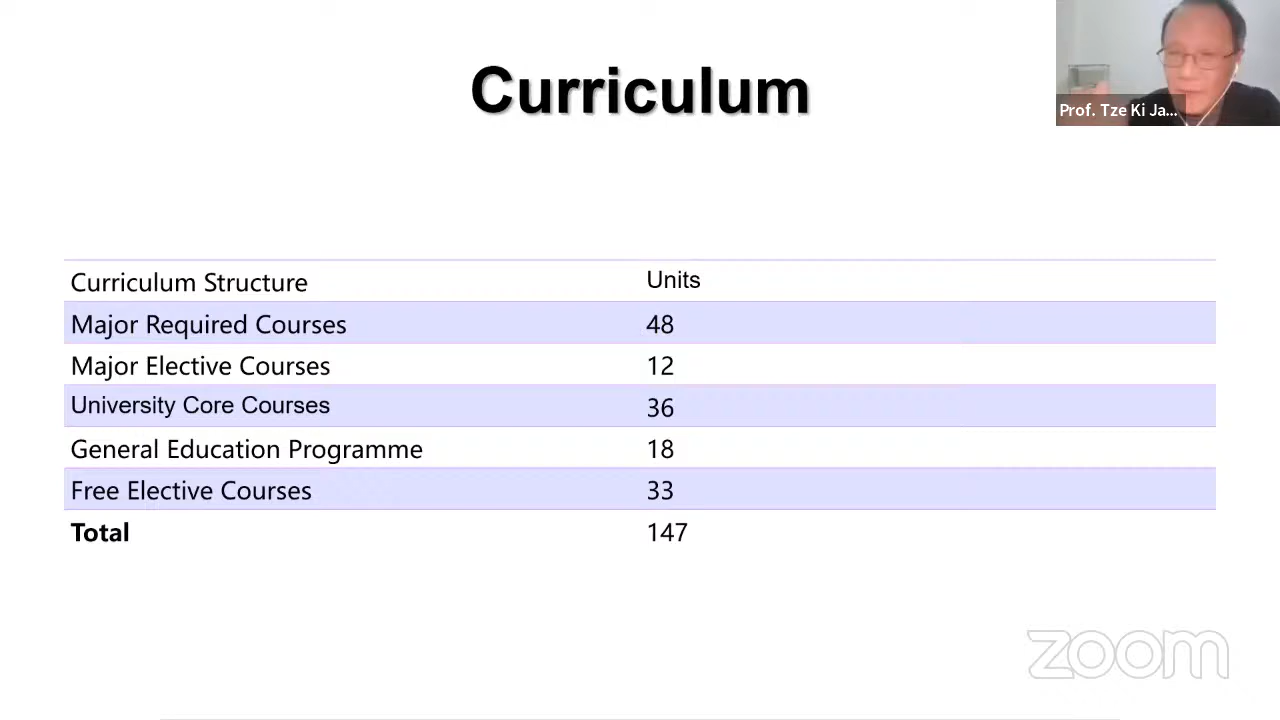 Curriculum
Prof. Tze Ki Ja...
Curriculum Structure Units
Major Required Courses 48
Major Elective Courses 12
University Core Courses 36
General Education Programme 18
Free Elective Courses 33
Total 147
zoom